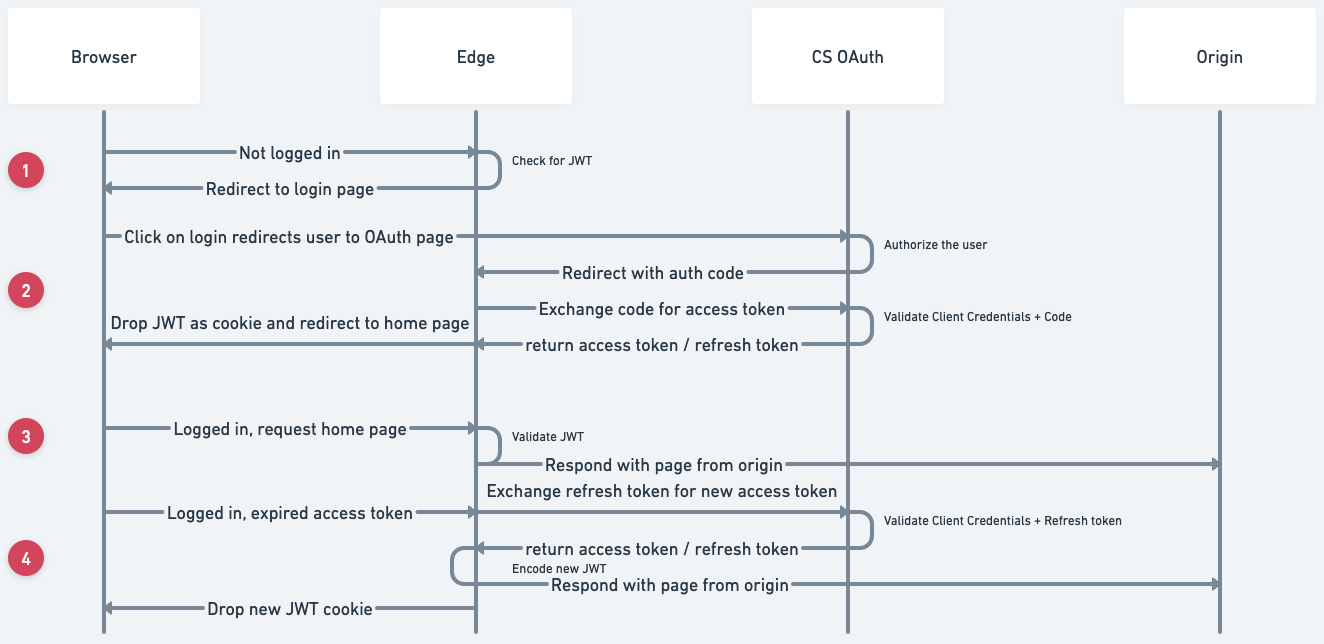 Browser
Edge
CS OAuth
Origin
1
Not logged in
Check for JWT
Redirect to login page
Click on login redirects user to OAuth page
Authorize the user
2
Redirect with auth code
Exchange code for access token
Validate Client Credentials + Code
Drop JWT as cookie and redirect to home page
return access token / refresh token
3
Logged in, request home page
Validate JWT
Respond with page from origin
Exchange refresh token for new access token
4
Logged in, expired access token
Validate Client Credentials + Refresh token
return access token / refresh token
Encode new JWT
Respond with page from origin
Drop new JWT cookie